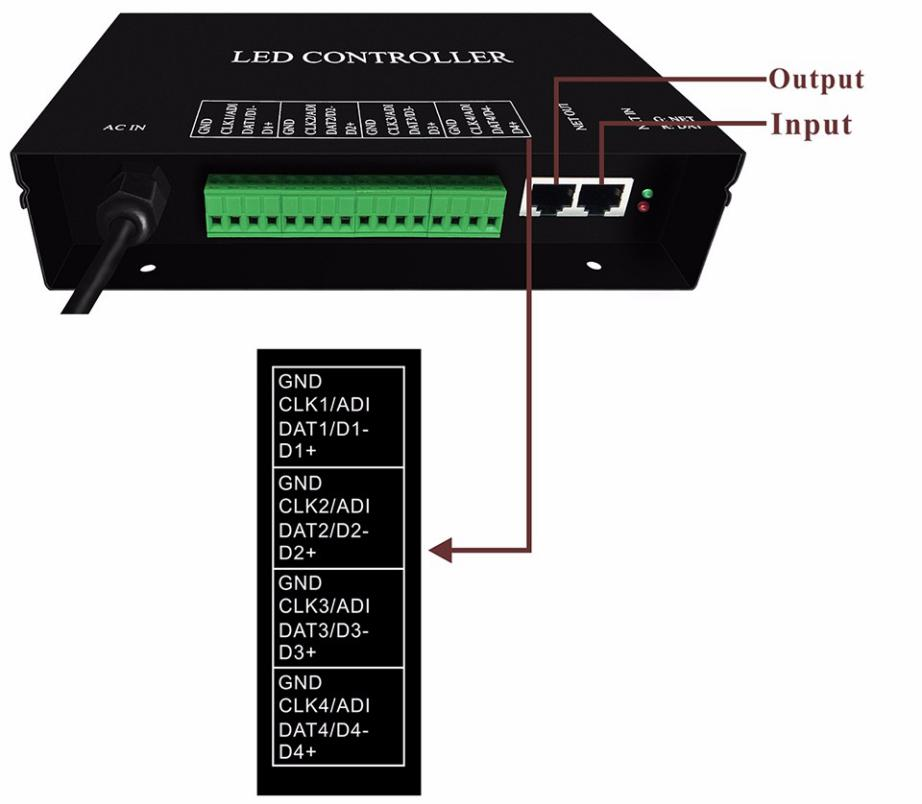 LED CONTROLLER
Output
Input
AC IN
GND
CLK1/ADI
DAT1/D1-
D1+
GND
CLK2/ADI
DAT2/D2-
D2+
GND
CLK3/ADI
DAT3/D3-
D3+
GND
CLK4/ADI
DAT4/D4-
D4+
NET OUT
GND
CLK1/ADI
DAT1/D1-
D1+
GND
CLK2/ADI
DAT2/D2-
D2+
GND
CLK3/ADI
DAT3/D3-
D3+
GND
CLK4/ADI
DAT4/D4-
D4+